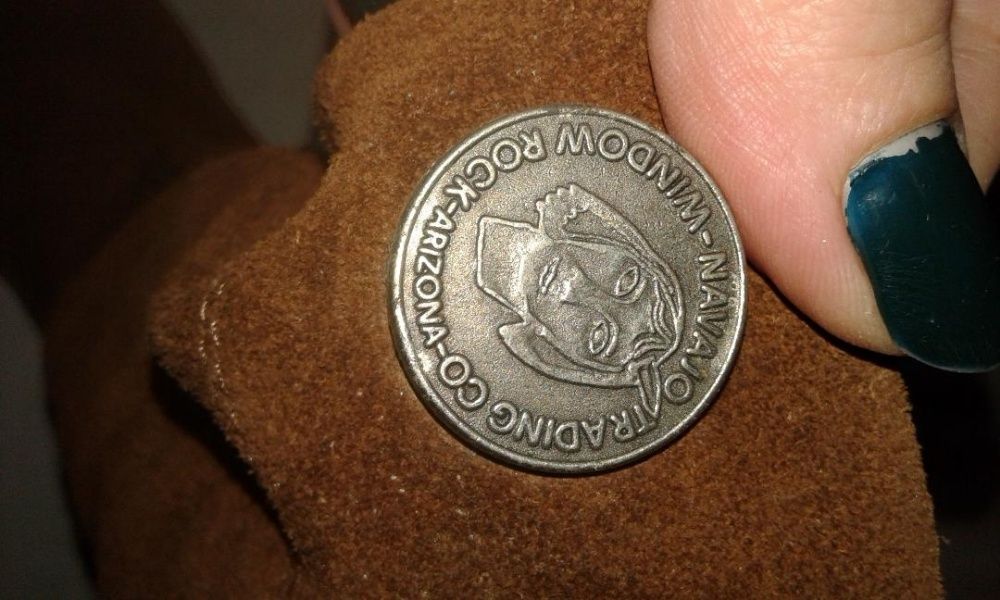 NAVAJO TRADING CO-
-WINDOW ROCK-ARIZONA